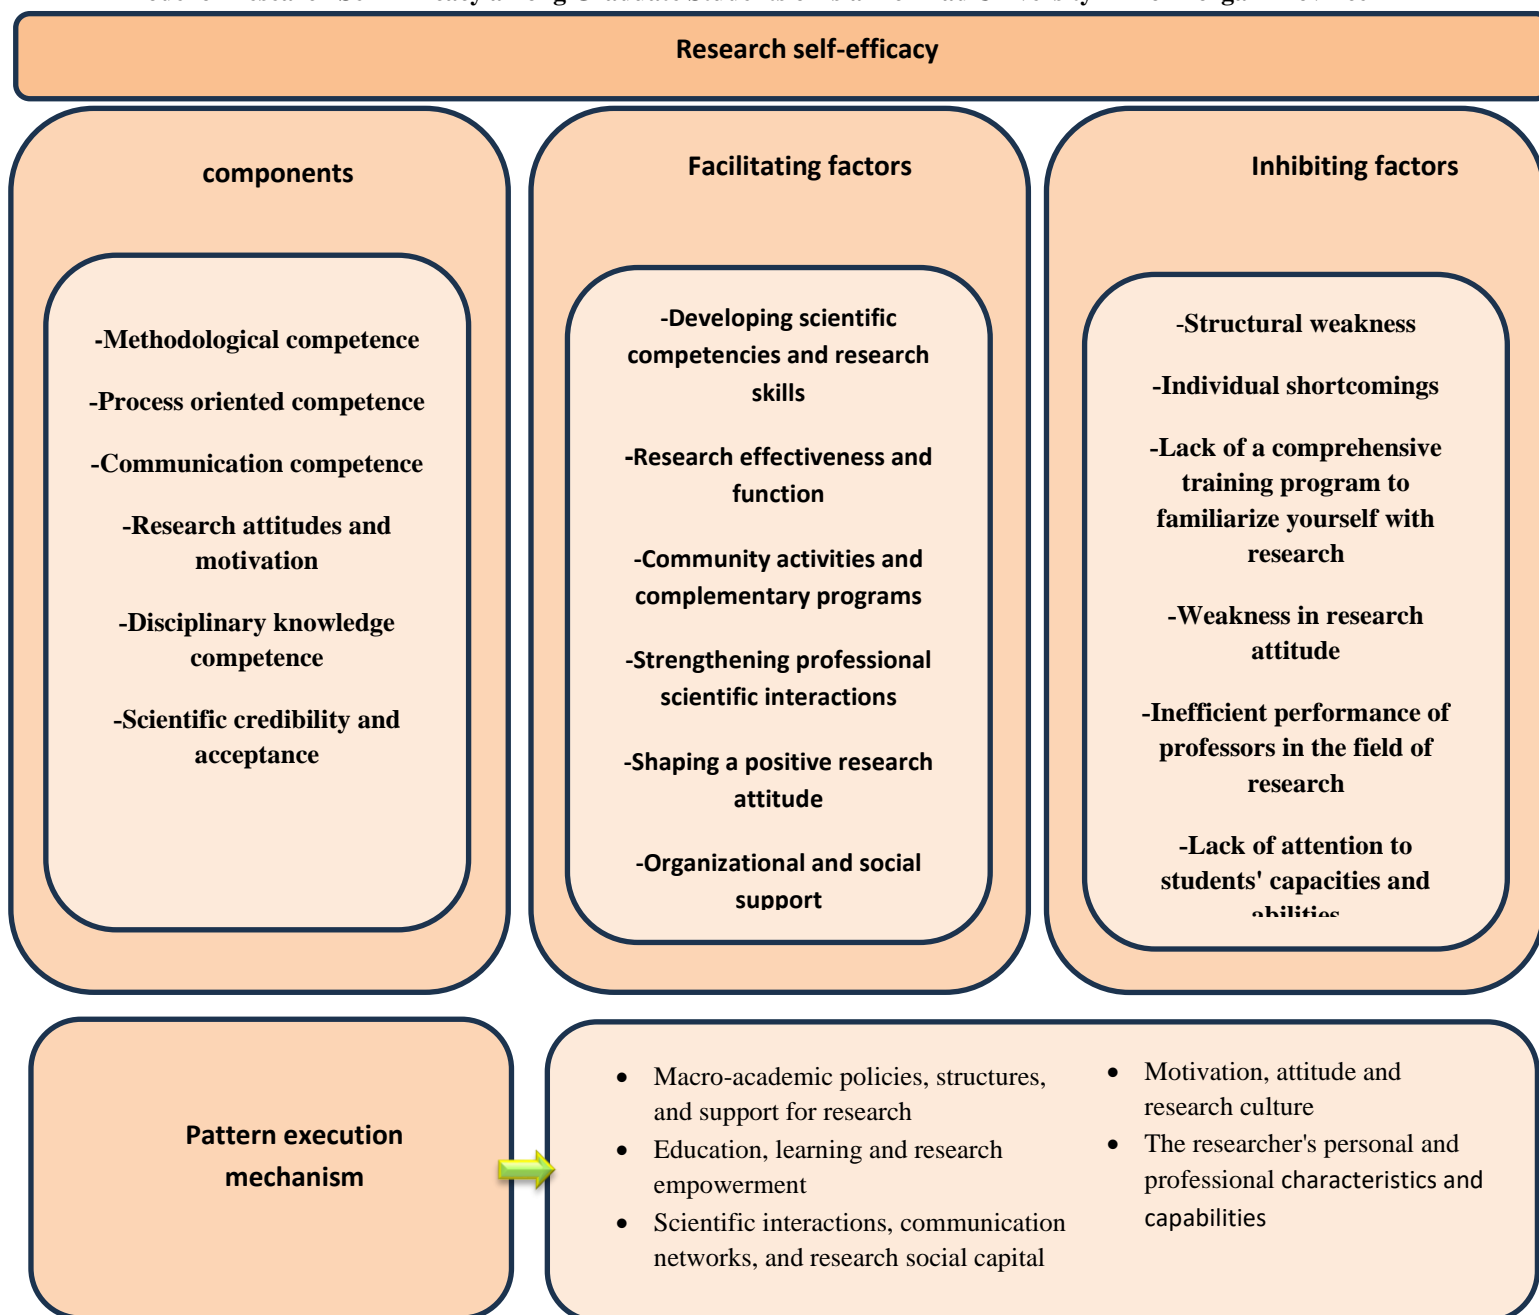 Research self-efficacy
components
-Methodological competence
-Process oriented competence
-Communication competence
-Research attitudes and
motivation
-Disciplinary knowledge
competence
-Scientific credibility and
acceptance
Facilitating factors
-Developing scientific
competencies and research
skills
-Research effectiveness and
function
-Community activities and
complementary programs
-Strengthening professional
scientific interactions
-Shaping a positive research
attitude
-Organizational and social
support
Inhibiting factors
-Structural weakness
-Individual shortcomings
-Lack of a comprehensive
training program to
familiarize yourself with
research
-Weakness in research
attitude
-Inefficient performance of
professors in the field of
research
-Lack of attention to
students' capacities and
abilities
Pattern execution
mechanism
• Macro-academic policies, structures,
and support for research
• Education, learning and research
empowerment
• Scientific interactions, communication
networks, and research social capital
• Motivation, attitude and
research culture
• The researcher's personal and
professional characteristics and
capabilities